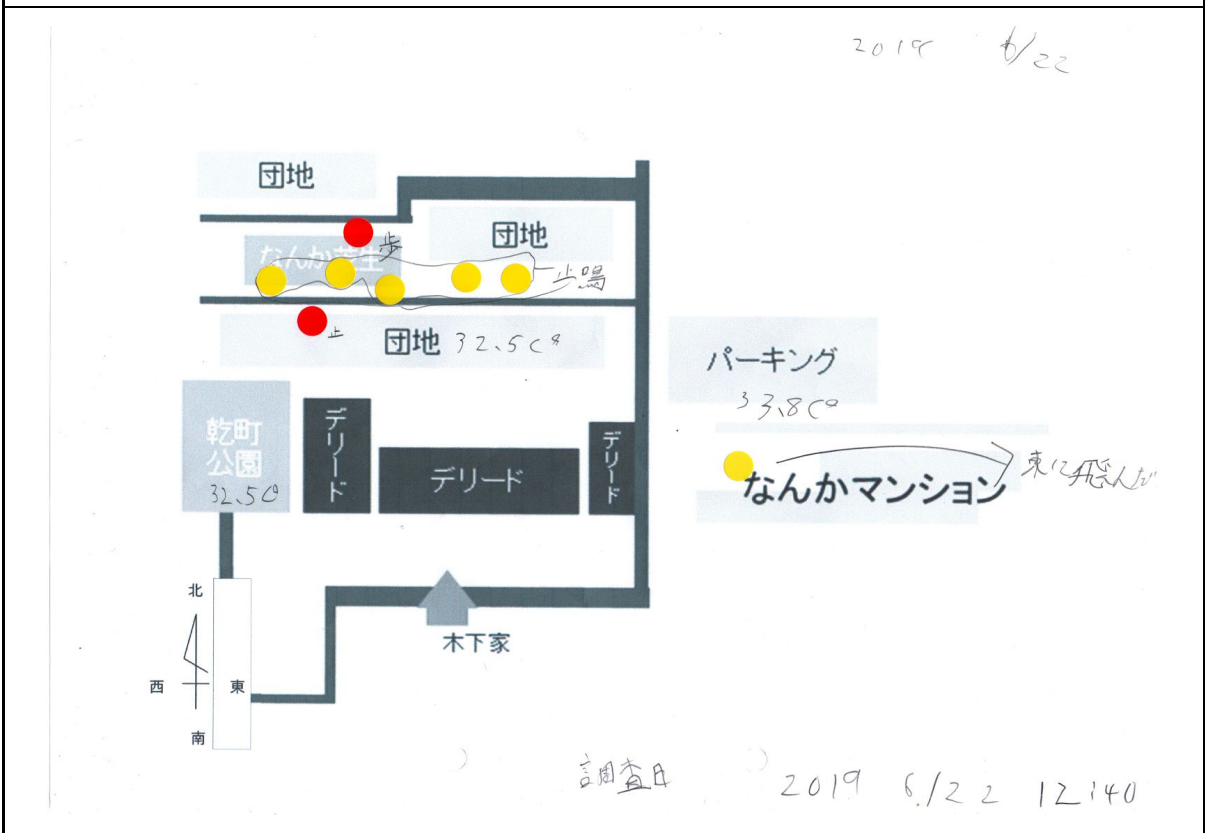 2019 6/22
団地
団地
歩
なんか芝生
歩鳴
止
団地 32.5C°
パーキング
33.8C°
乾町
公園
32.5C°
デリード
デリード
デリード
なんかマンション
東に飛んだ
北
西
東
南
木下家
調査日 2019 6/22 12:40